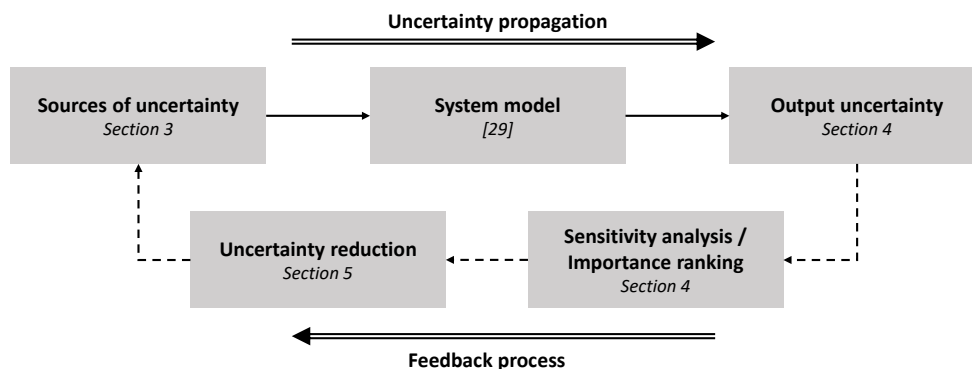 Uncertainty propagation
Sources of uncertainty
Section 3
System model
[29]
Output uncertainty
Section 4
Uncertainty reduction
Section 5
Sensitivity analysis /
Importance ranking
Section 4
Feedback process